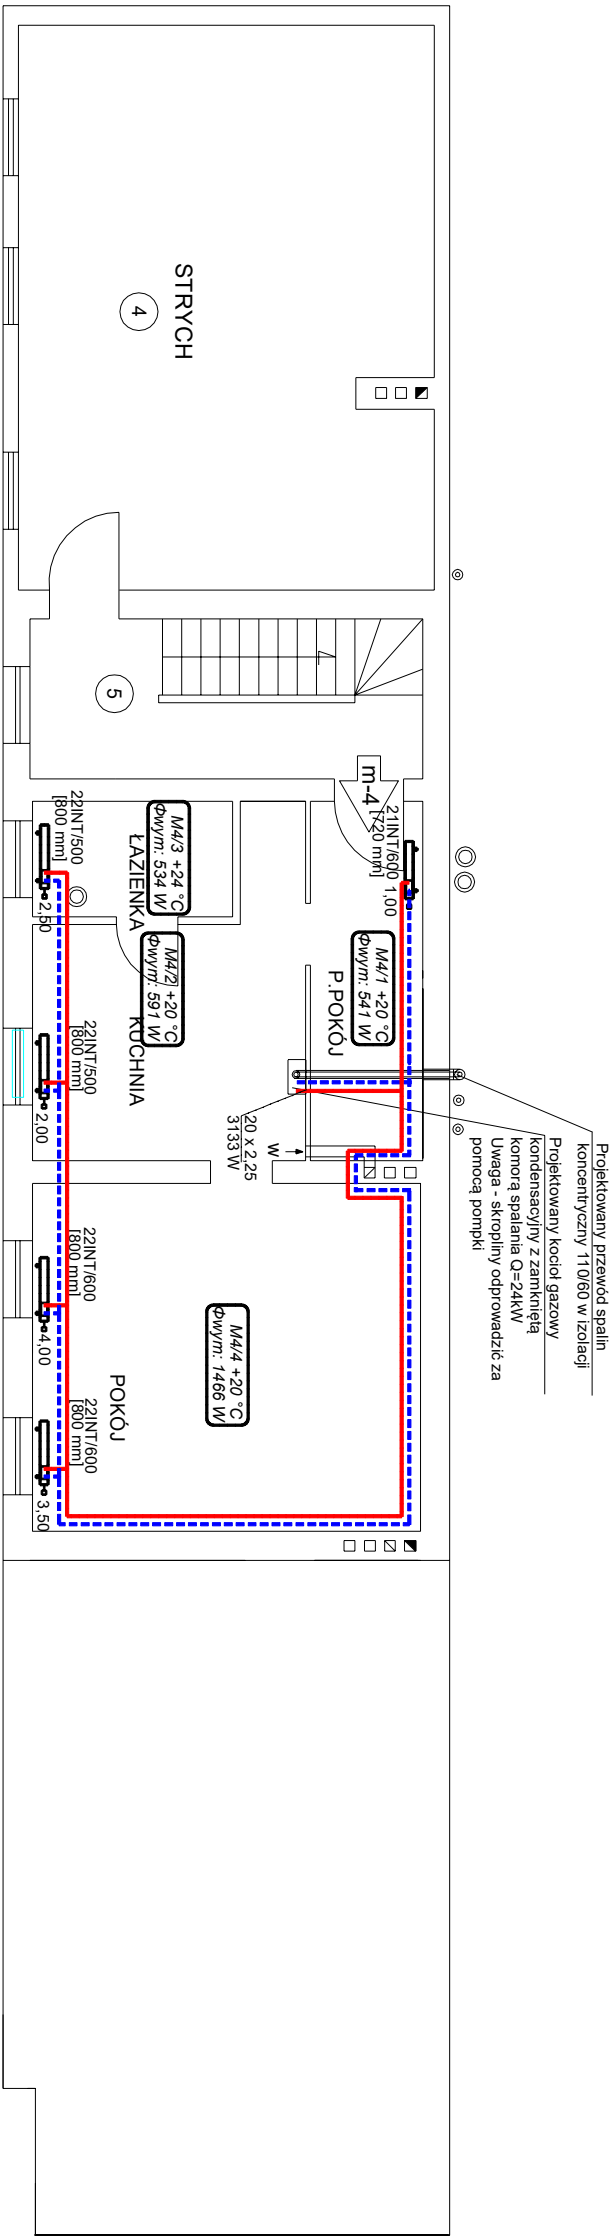 Projektowany przewód spalin
koncentryczny 110/60 w izolacji
Projektowany kocioł gazowy
kondensacyjny z zamkniętą
komorą spalania Q=24kW
Uwaga - skropliny odprowadzić za
pomocą pompki
STRYCH
4
5
m-4
21INT/600
[720 mm]
1,00
M4/1 +20 °C
Φwym: 541 W
P.POKÓJ
M4/3 +24 °C
Φwym: 534 W
ŁAZIENKA
M4/2 +20 °C
Φwym: 591 W
KUCHNIA
20 x 2,25
3133 W
W
M4/4 +20 °C
Φwym: 1466 W
POKÓJ
22INT/500
[800 mm]
2,50
22INT/500
[800 mm]
2,00
22INT/600
[800 mm]
4,00
22INT/600
[800 mm]
3,50